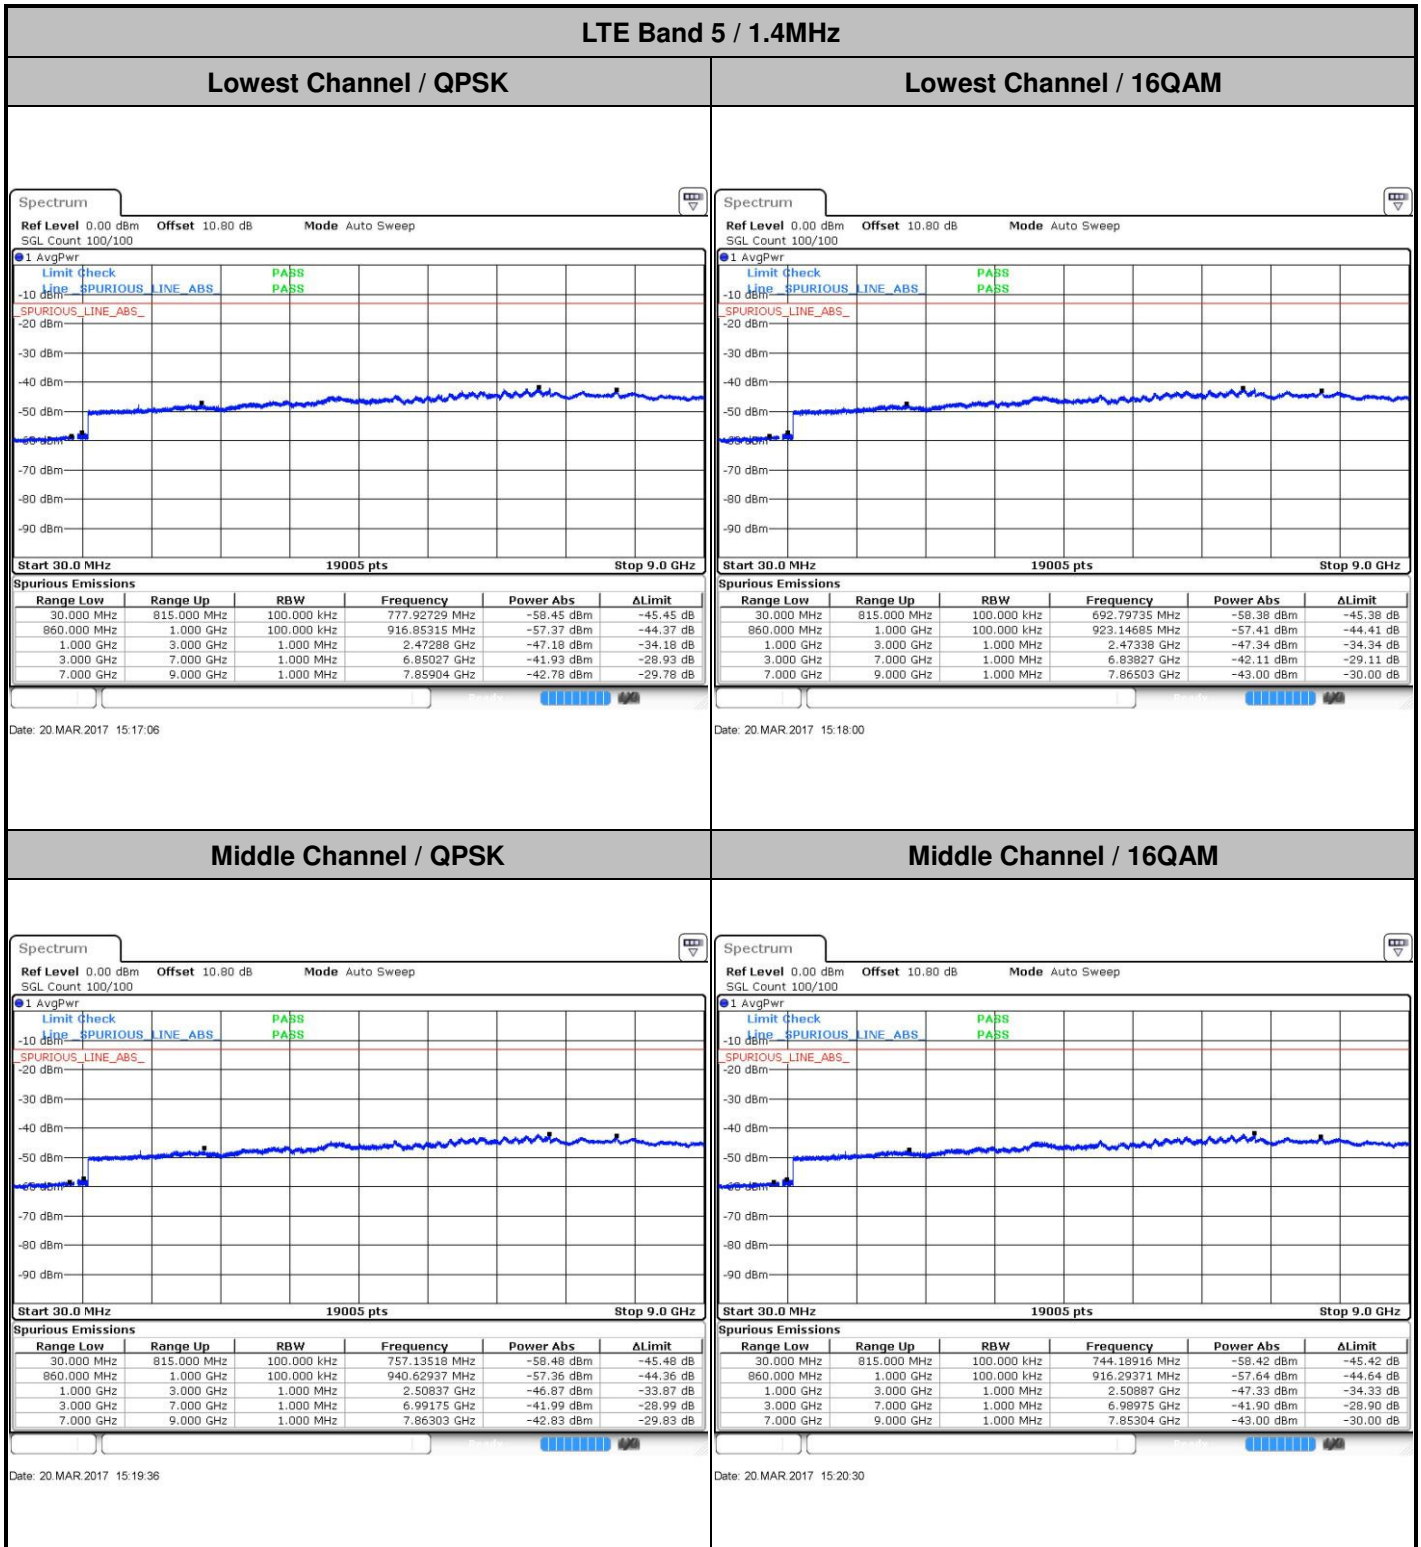 LTE Band 5 / 1.4MHz
Lowest Channel / QPSK
Lowest Channel / 16QAM
Spectrum
Ref Level 0.00 dBm Offset 10.80 dB Mode Auto Sweep
SGL Count 100/100
1 AvgPwr
Limit Check PASS
Line _SPURIOUS_LINE_ABS_ PASS
-10 dBm
_SPURIOUS_LINE_ABS_
-20 dBm
-30 dBm
-40 dBm
-50 dBm
-60 dBm
-70 dBm
-80 dBm
-90 dBm
Start 30.0 MHz 19005 pts Stop 9.0 GHz
Spurious Emissions
Range Low Range Up RBW Frequency Power Abs ΔLimit
30.000 MHz 815.000 MHz 100.000 kHz 777.92729 MHz -58.45 dBm -45.45 dB
860.000 MHz 1.000 GHz 100.000 kHz 916.85315 MHz -57.37 dBm -44.37 dB
1.000 GHz 3.000 GHz 1.000 MHz 2.47288 GHz -47.18 dBm -34.18 dB
3.000 GHz 7.000 GHz 1.000 MHz 6.85027 GHz -41.93 dBm -28.93 dB
7.000 GHz 9.000 GHz 1.000 MHz 7.85904 GHz -42.78 dBm -29.78 dB
Date: 20.MAR.2017 15:17:06
Spectrum
Ref Level 0.00 dBm Offset 10.80 dB Mode Auto Sweep
SGL Count 100/100
1 AvgPwr
Limit Check PASS
Line _SPURIOUS_LINE_ABS_ PASS
-10 dBm
_SPURIOUS_LINE_ABS_
-20 dBm
-30 dBm
-40 dBm
-50 dBm
-60 dBm
-70 dBm
-80 dBm
-90 dBm
Start 30.0 MHz 19005 pts Stop 9.0 GHz
Spurious Emissions
Range Low Range Up RBW Frequency Power Abs ΔLimit
30.000 MHz 815.000 MHz 100.000 kHz 692.79735 MHz -58.38 dBm -45.38 dB
860.000 MHz 1.000 GHz 100.000 kHz 923.14685 MHz -57.41 dBm -44.41 dB
1.000 GHz 3.000 GHz 1.000 MHz 2.47338 GHz -47.34 dBm -34.34 dB
3.000 GHz 7.000 GHz 1.000 MHz 6.83827 GHz -42.11 dBm -29.11 dB
7.000 GHz 9.000 GHz 1.000 MHz 7.86503 GHz -43.00 dBm -30.00 dB
Date: 20.MAR.2017 15:18:00
Middle Channel / QPSK
Middle Channel / 16QAM
Spectrum
Ref Level 0.00 dBm Offset 10.80 dB Mode Auto Sweep
SGL Count 100/100
1 AvgPwr
Limit Check PASS
Line _SPURIOUS_LINE_ABS_ PASS
-10 dBm
_SPURIOUS_LINE_ABS_
-20 dBm
-30 dBm
-40 dBm
-50 dBm
-60 dBm
-70 dBm
-80 dBm
-90 dBm
Start 30.0 MHz 19005 pts Stop 9.0 GHz
Spurious Emissions
Range Low Range Up RBW Frequency Power Abs ΔLimit
30.000 MHz 815.000 MHz 100.000 kHz 757.13518 MHz -58.48 dBm -45.48 dB
860.000 MHz 1.000 GHz 100.000 kHz 940.62937 MHz -57.36 dBm -44.36 dB
1.000 GHz 3.000 GHz 1.000 MHz 2.50837 GHz -46.87 dBm -33.87 dB
3.000 GHz 7.000 GHz 1.000 MHz 6.99175 GHz -41.99 dBm -28.99 dB
7.000 GHz 9.000 GHz 1.000 MHz 7.86303 GHz -42.83 dBm -29.83 dB
Date: 20.MAR.2017 15:19:36
Spectrum
Ref Level 0.00 dBm Offset 10.80 dB Mode Auto Sweep
SGL Count 100/100
1 AvgPwr
Limit Check PASS
Line _SPURIOUS_LINE_ABS_ PASS
-10 dBm
_SPURIOUS_LINE_ABS_
-20 dBm
-30 dBm
-40 dBm
-50 dBm
-60 dBm
-70 dBm
-80 dBm
-90 dBm
Start 30.0 MHz 19005 pts Stop 9.0 GHz
Spurious Emissions
Range Low Range Up RBW Frequency Power Abs ΔLimit
30.000 MHz 815.000 MHz 100.000 kHz 744.18916 MHz -58.42 dBm -45.42 dB
860.000 MHz 1.000 GHz 100.000 kHz 916.29371 MHz -57.64 dBm -44.64 dB
1.000 GHz 3.000 GHz 1.000 MHz 2.50887 GHz -47.33 dBm -34.33 dB
3.000 GHz 7.000 GHz 1.000 MHz 6.98975 GHz -41.90 dBm -28.90 dB
7.000 GHz 9.000 GHz 1.000 MHz 7.85304 GHz -43.00 dBm -30.00 dB
Date: 20.MAR.2017 15:20:30